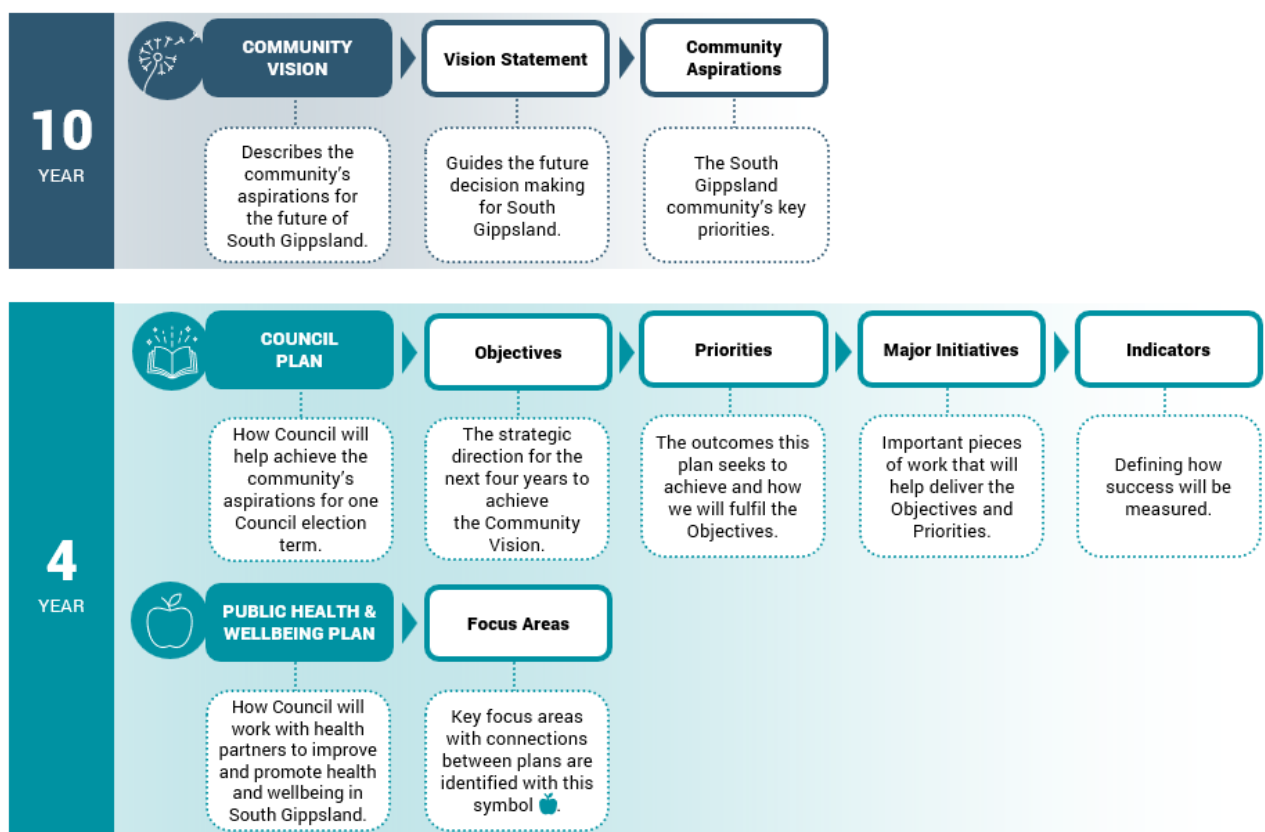 10
YEAR
COMMUNITY
VISION
Vision Statement
Community
Aspirations
Describes the
community's
aspirations for
the future of
South Gippsland.
Guides the future
decision making
for South
Gippsland.
The South
Gippsland
community's key
priorities.
4
YEAR
COUNCIL
PLAN
Objectives
Priorities
Major Initiatives
Indicators
How Council will
help achieve the
community's
aspirations for one
Council election
term.
The strategic
direction for the
next four years to
achieve
the Community
Vision.
The outcomes this
plan seeks to
achieve and how
we will fulfil the
Objectives.
Important pieces
of work that will
help deliver the
Objectives and
Priorities.
Defining how
success will be
measured.
PUBLIC HEALTH &
WELLBEING PLAN
Focus Areas
How Council will
work with health
partners to improve
and promote health
and wellbeing in
South Gippsland.
Key focus areas
with connections
between plans are
identified with this
symbol .